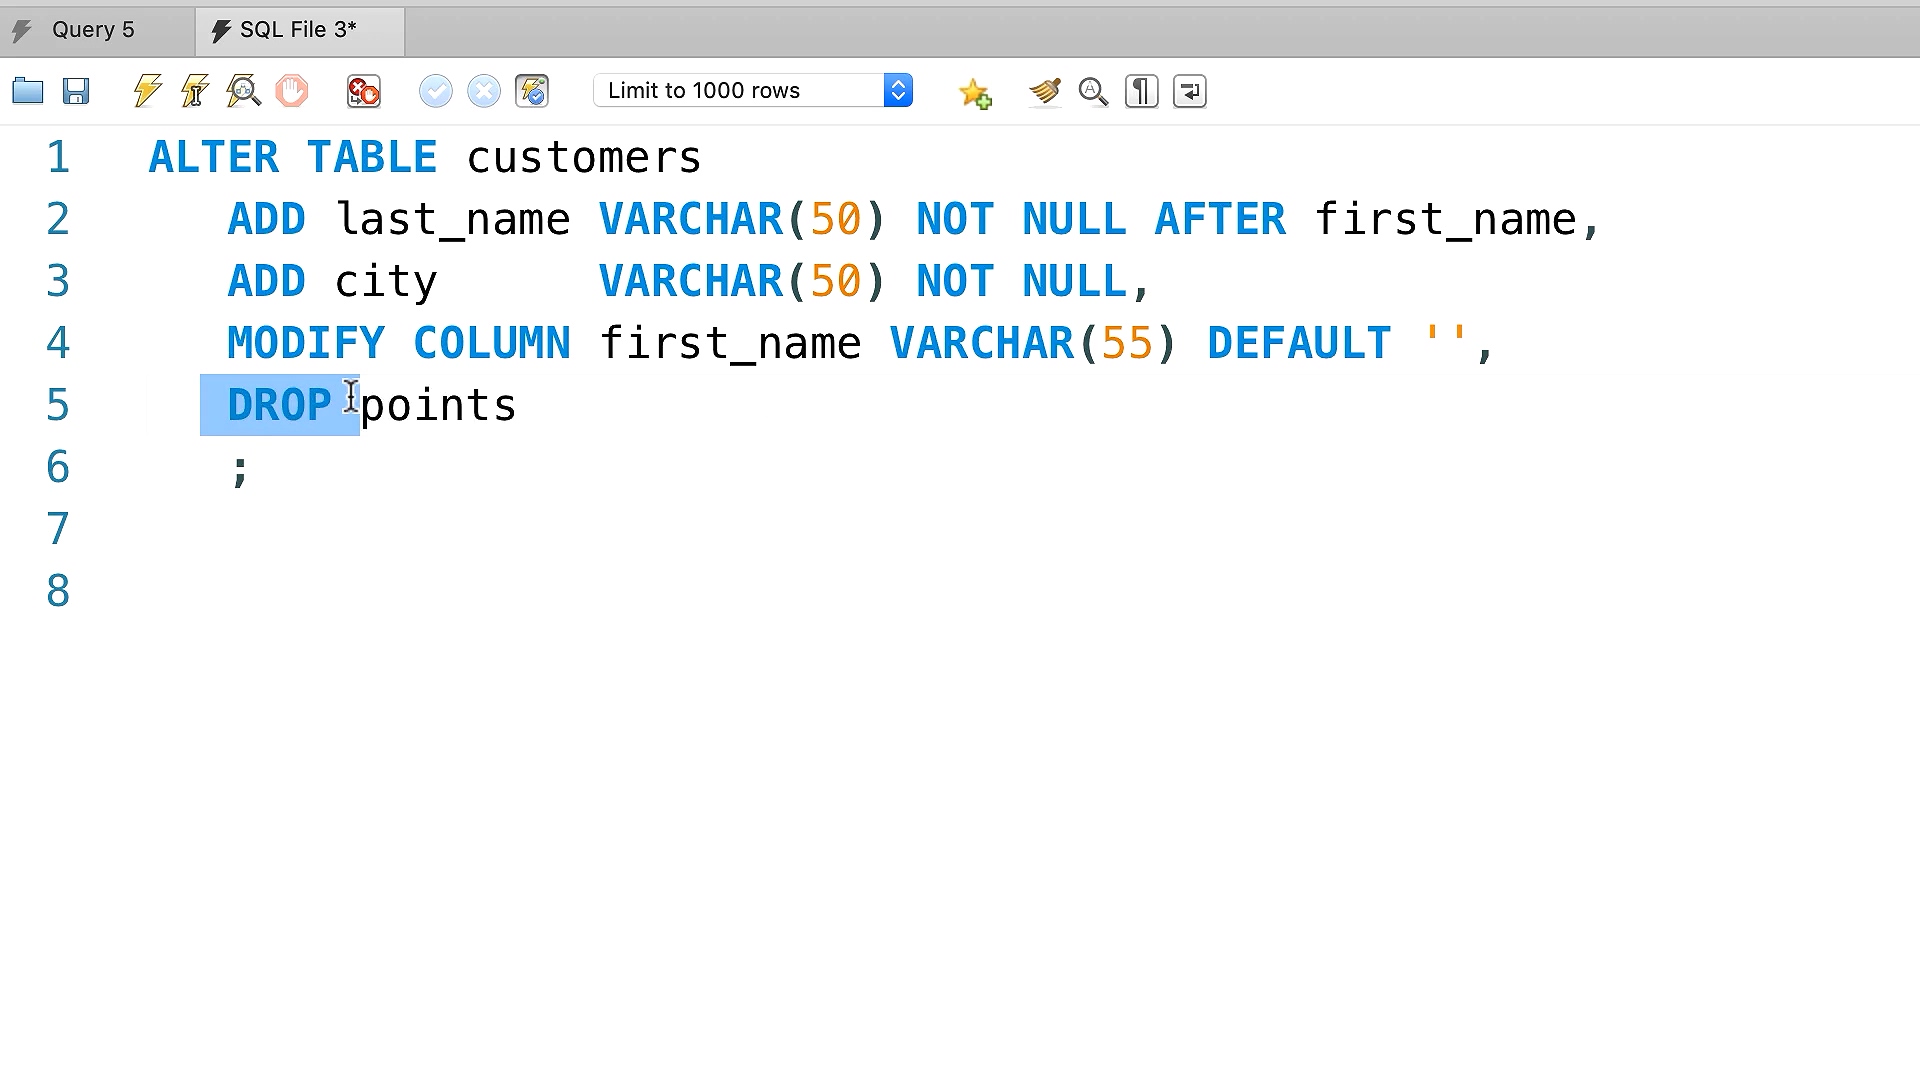 Query 5
SQL File 3*
Limit to 1000 rows
1 ALTER TABLE customers
2 ADD last_name VARCHAR(50) NOT NULL AFTER first_name,
3 ADD city VARCHAR(50) NOT NULL,
4 MODIFY COLUMN first_name VARCHAR(55) DEFAULT '',
5 DROP points
6 ;
7
8